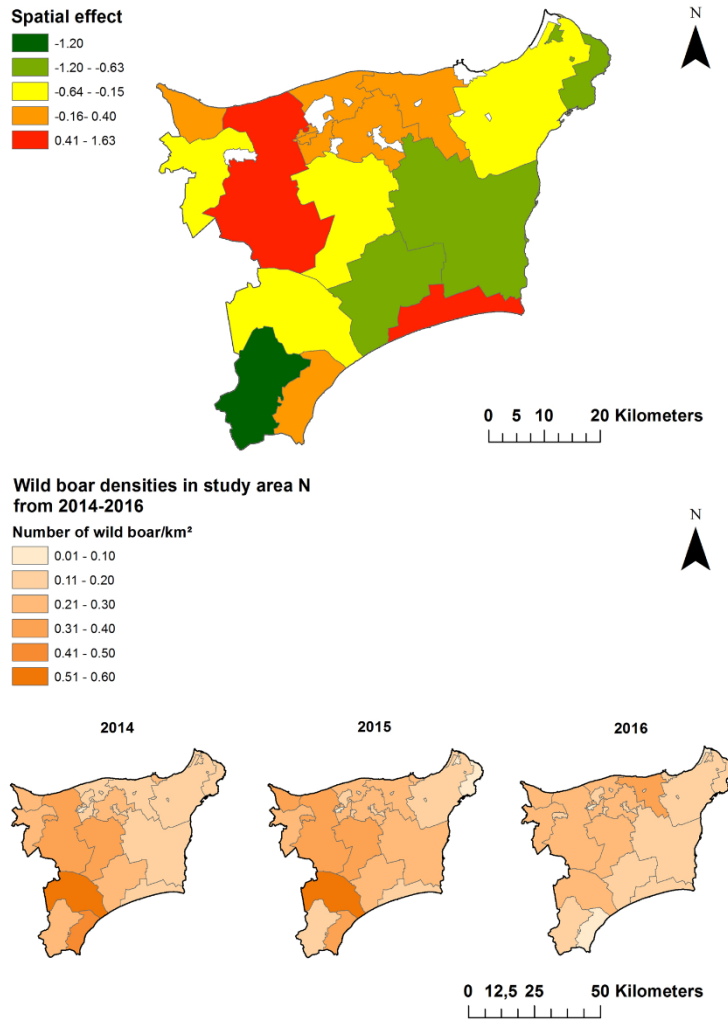 Spatial effect
-1.20
-1.20 - -0.63
-0.64 - -0.15
-0.16- 0.40
0.41 - 1.63
N
0 5 10 20 Kilometers
Wild boar densities in study area N
from 2014-2016
Number of wild boar/km²
0.01 - 0.10
0.11 - 0.20
0.21 - 0.30
0.31 - 0.40
0.41 - 0.50
0.51 - 0.60
N
2014
2015
2016
0 12,5 25 50 Kilometers